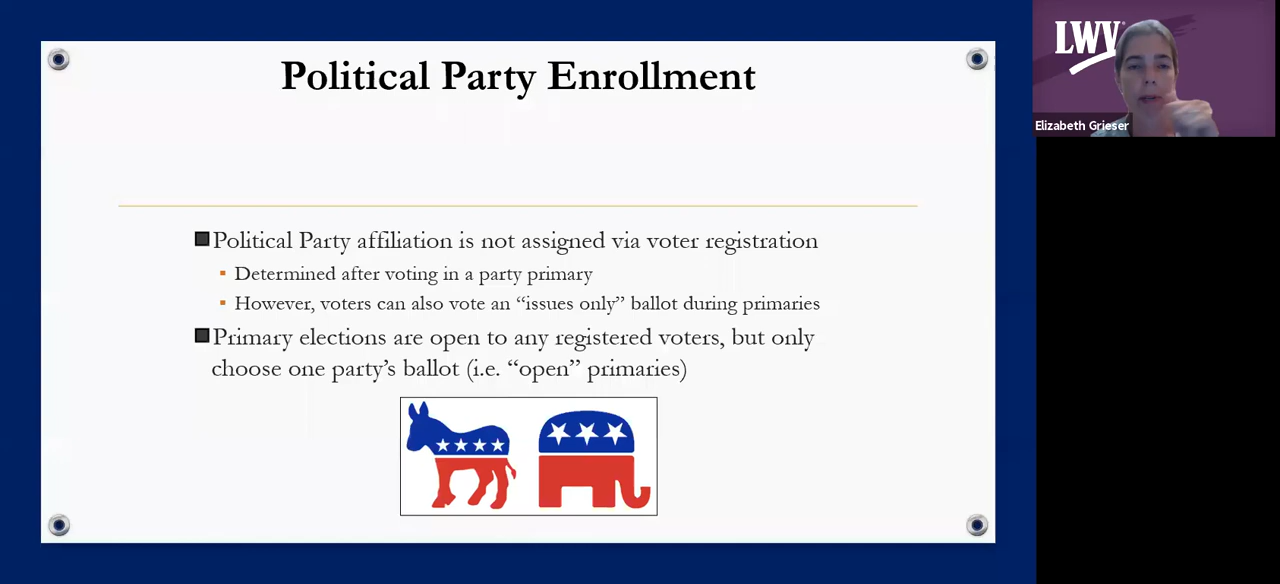 Political Party Enrollment
LWV
Elizabeth Grieser
Political Party affiliation is not assigned via voter registration
Determined after voting in a party primary
However, voters can also vote an “issues only” ballot during primaries
Primary elections are open to any registered voters, but only
choose one party’s ballot (i.e. “open” primaries)